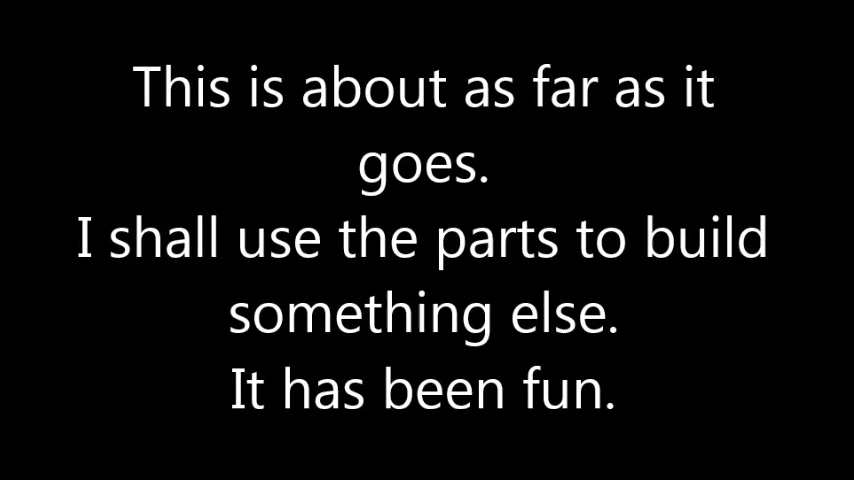 This is about as far as it
goes.
I shall use the parts to build
something else.
It has been fun.